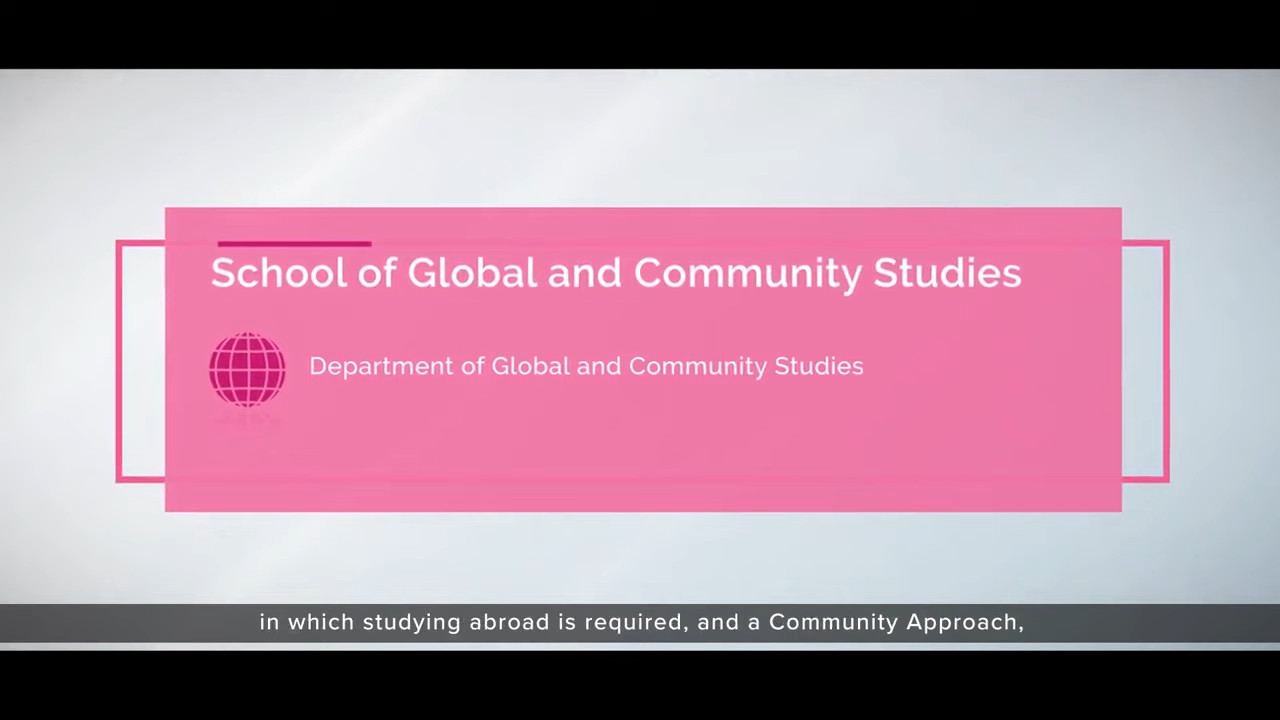 School of Global and Community Studies
Department of Global and Community Studies
in which studying abroad is required, and a Community Approach,